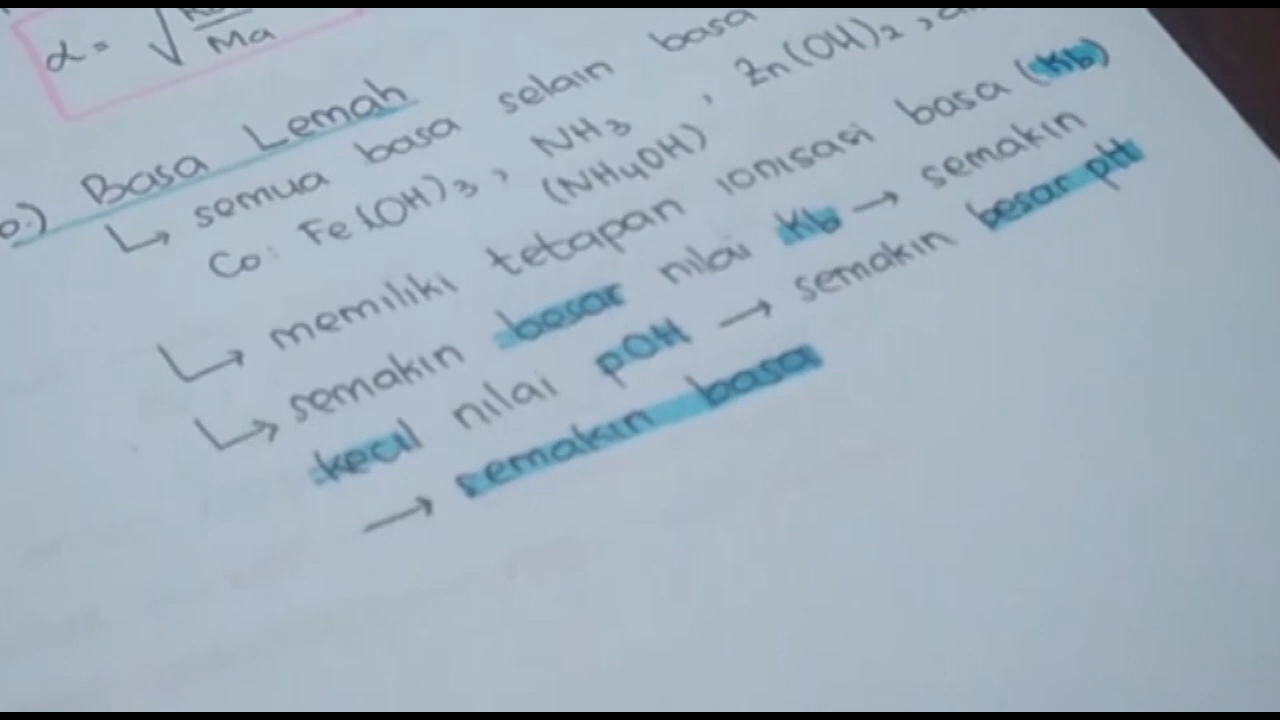 α = √ Ma
b.) Basa Lemah
↳ semua basa selain basa
Co: Fe(OH)3, NH3, Zn(OH)2,
(NH4OH)
↳ memiliki tetapan ionisasi basa (Kb)
↳ semakin besar nilai Kb → semakin
kecil nilai pOH → semakin besar pH
→ semakin basa